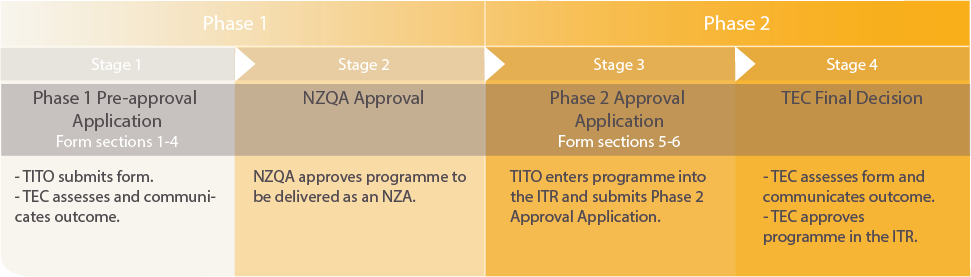 Phase 1
Phase 2
Stage 1
Stage 2
Stage 3
Stage 4
Phase 1 Pre-approval
Application
Form sections 1-4
NZQA Approval
Phase 2 Approval
Application
Form sections 5-6
TEC Final Decision
- TITO submits form.
- TEC assesses and communi-
cates outcome.
NZQA approves programme to
be delivered as an NZA.
TITO enters programme into
the ITR and submits Phase 2
Approval Application.
- TEC assesses form and
communicates outcome.
- TEC approves
programme in the ITR.